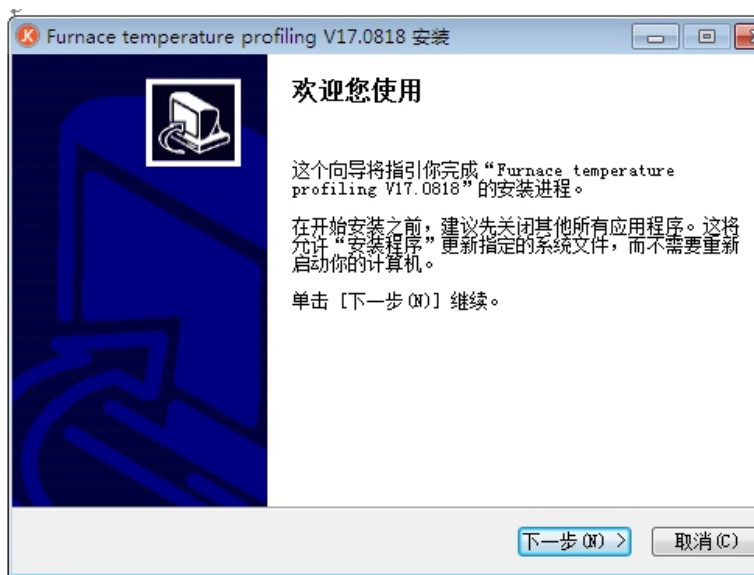 Furnace temperature profiling V17.0818 安装
欢迎您使用
这个向导将指引你完成“Furnace temperature
profiling V17.0818”的安装进程。
在开始安装之前，建议先关闭其他所有应用程序。这将
允许“安装程序”更新指定的系统文件，而不需要重新
启动你的计算机。
单击 [下一步(N)] 继续。
下一步(N) >
取消(C)